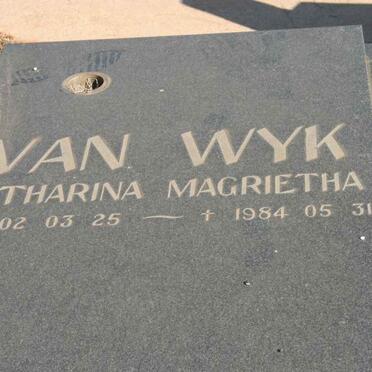 VAN WYK
THARINA MAGRIETHA
02 03 25 ~ † 1984 05 31